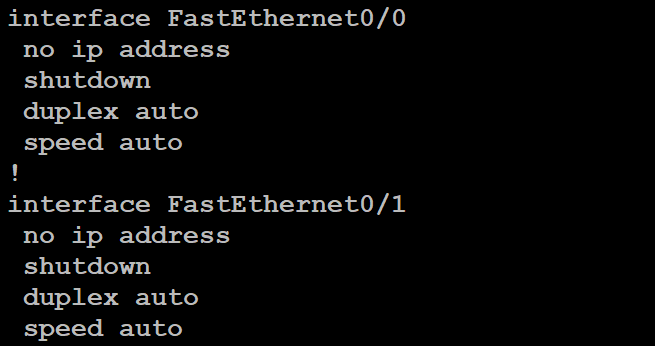 interface FastEthernet0/0
 no ip address
 shutdown
 duplex auto
 speed auto
!
interface FastEthernet0/1
 no ip address
 shutdown
 duplex auto
 speed auto